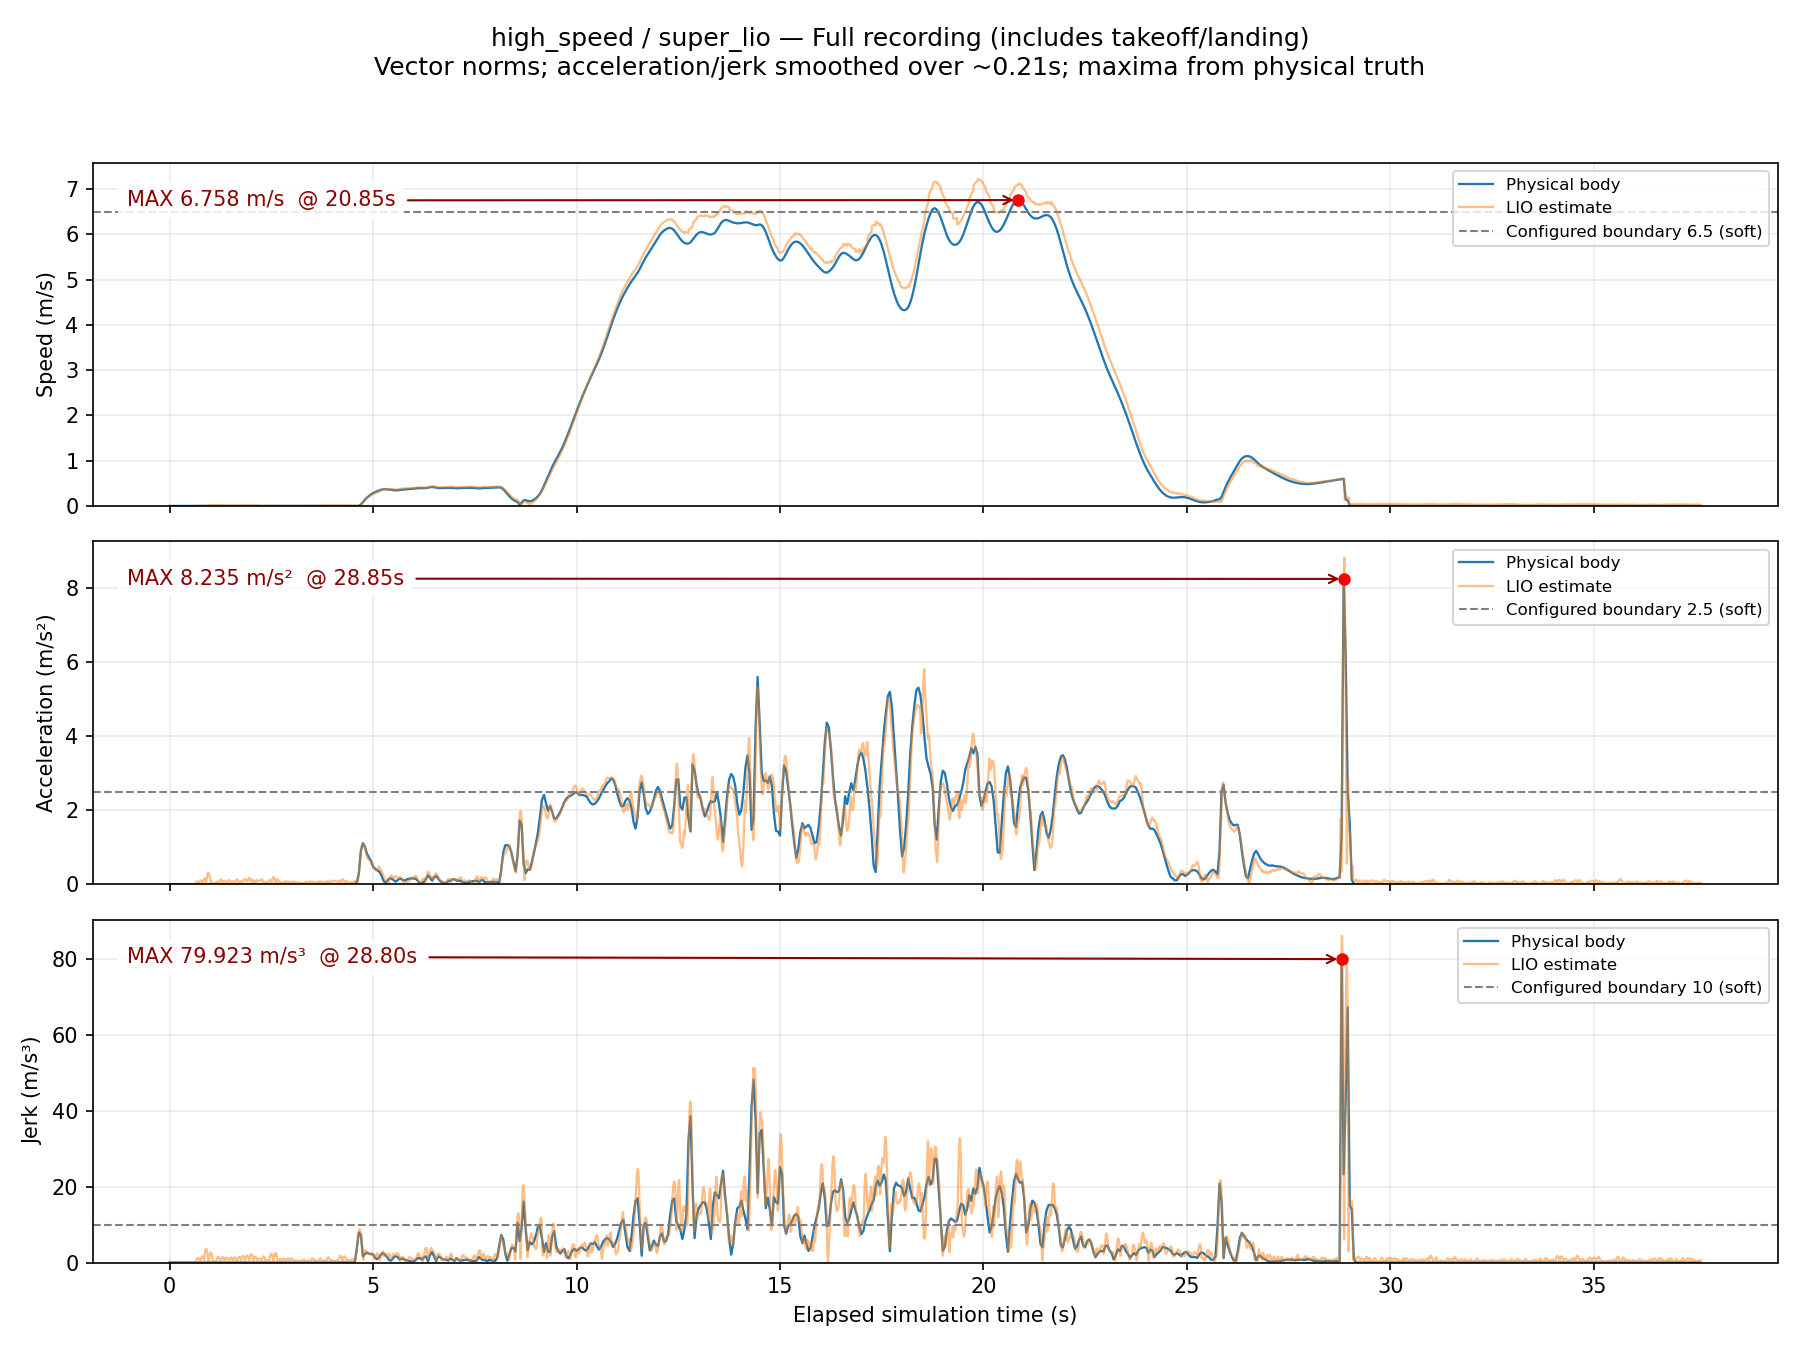 high_speed / super_lio — Full recording (includes takeoff/landing)
Vector norms; acceleration/jerk smoothed over ~0.21s; maxima from physical truth
MAX 6.758 m/s @ 20.85s
Physical body
LIO estimate
Configured boundary 6.5 (soft)
Speed (m/s)
7
6
5
4
3
2
1
0
MAX 8.235 m/s² @ 28.85s
Physical body
LIO estimate
Configured boundary 2.5 (soft)
Acceleration (m/s²)
8
6
4
2
0
MAX 79.923 m/s³ @ 28.80s
Physical body
LIO estimate
Configured boundary 10 (soft)
Jerk (m/s³)
80
60
40
20
0
0 5 10 15 20 25 30 35
Elapsed simulation time (s)